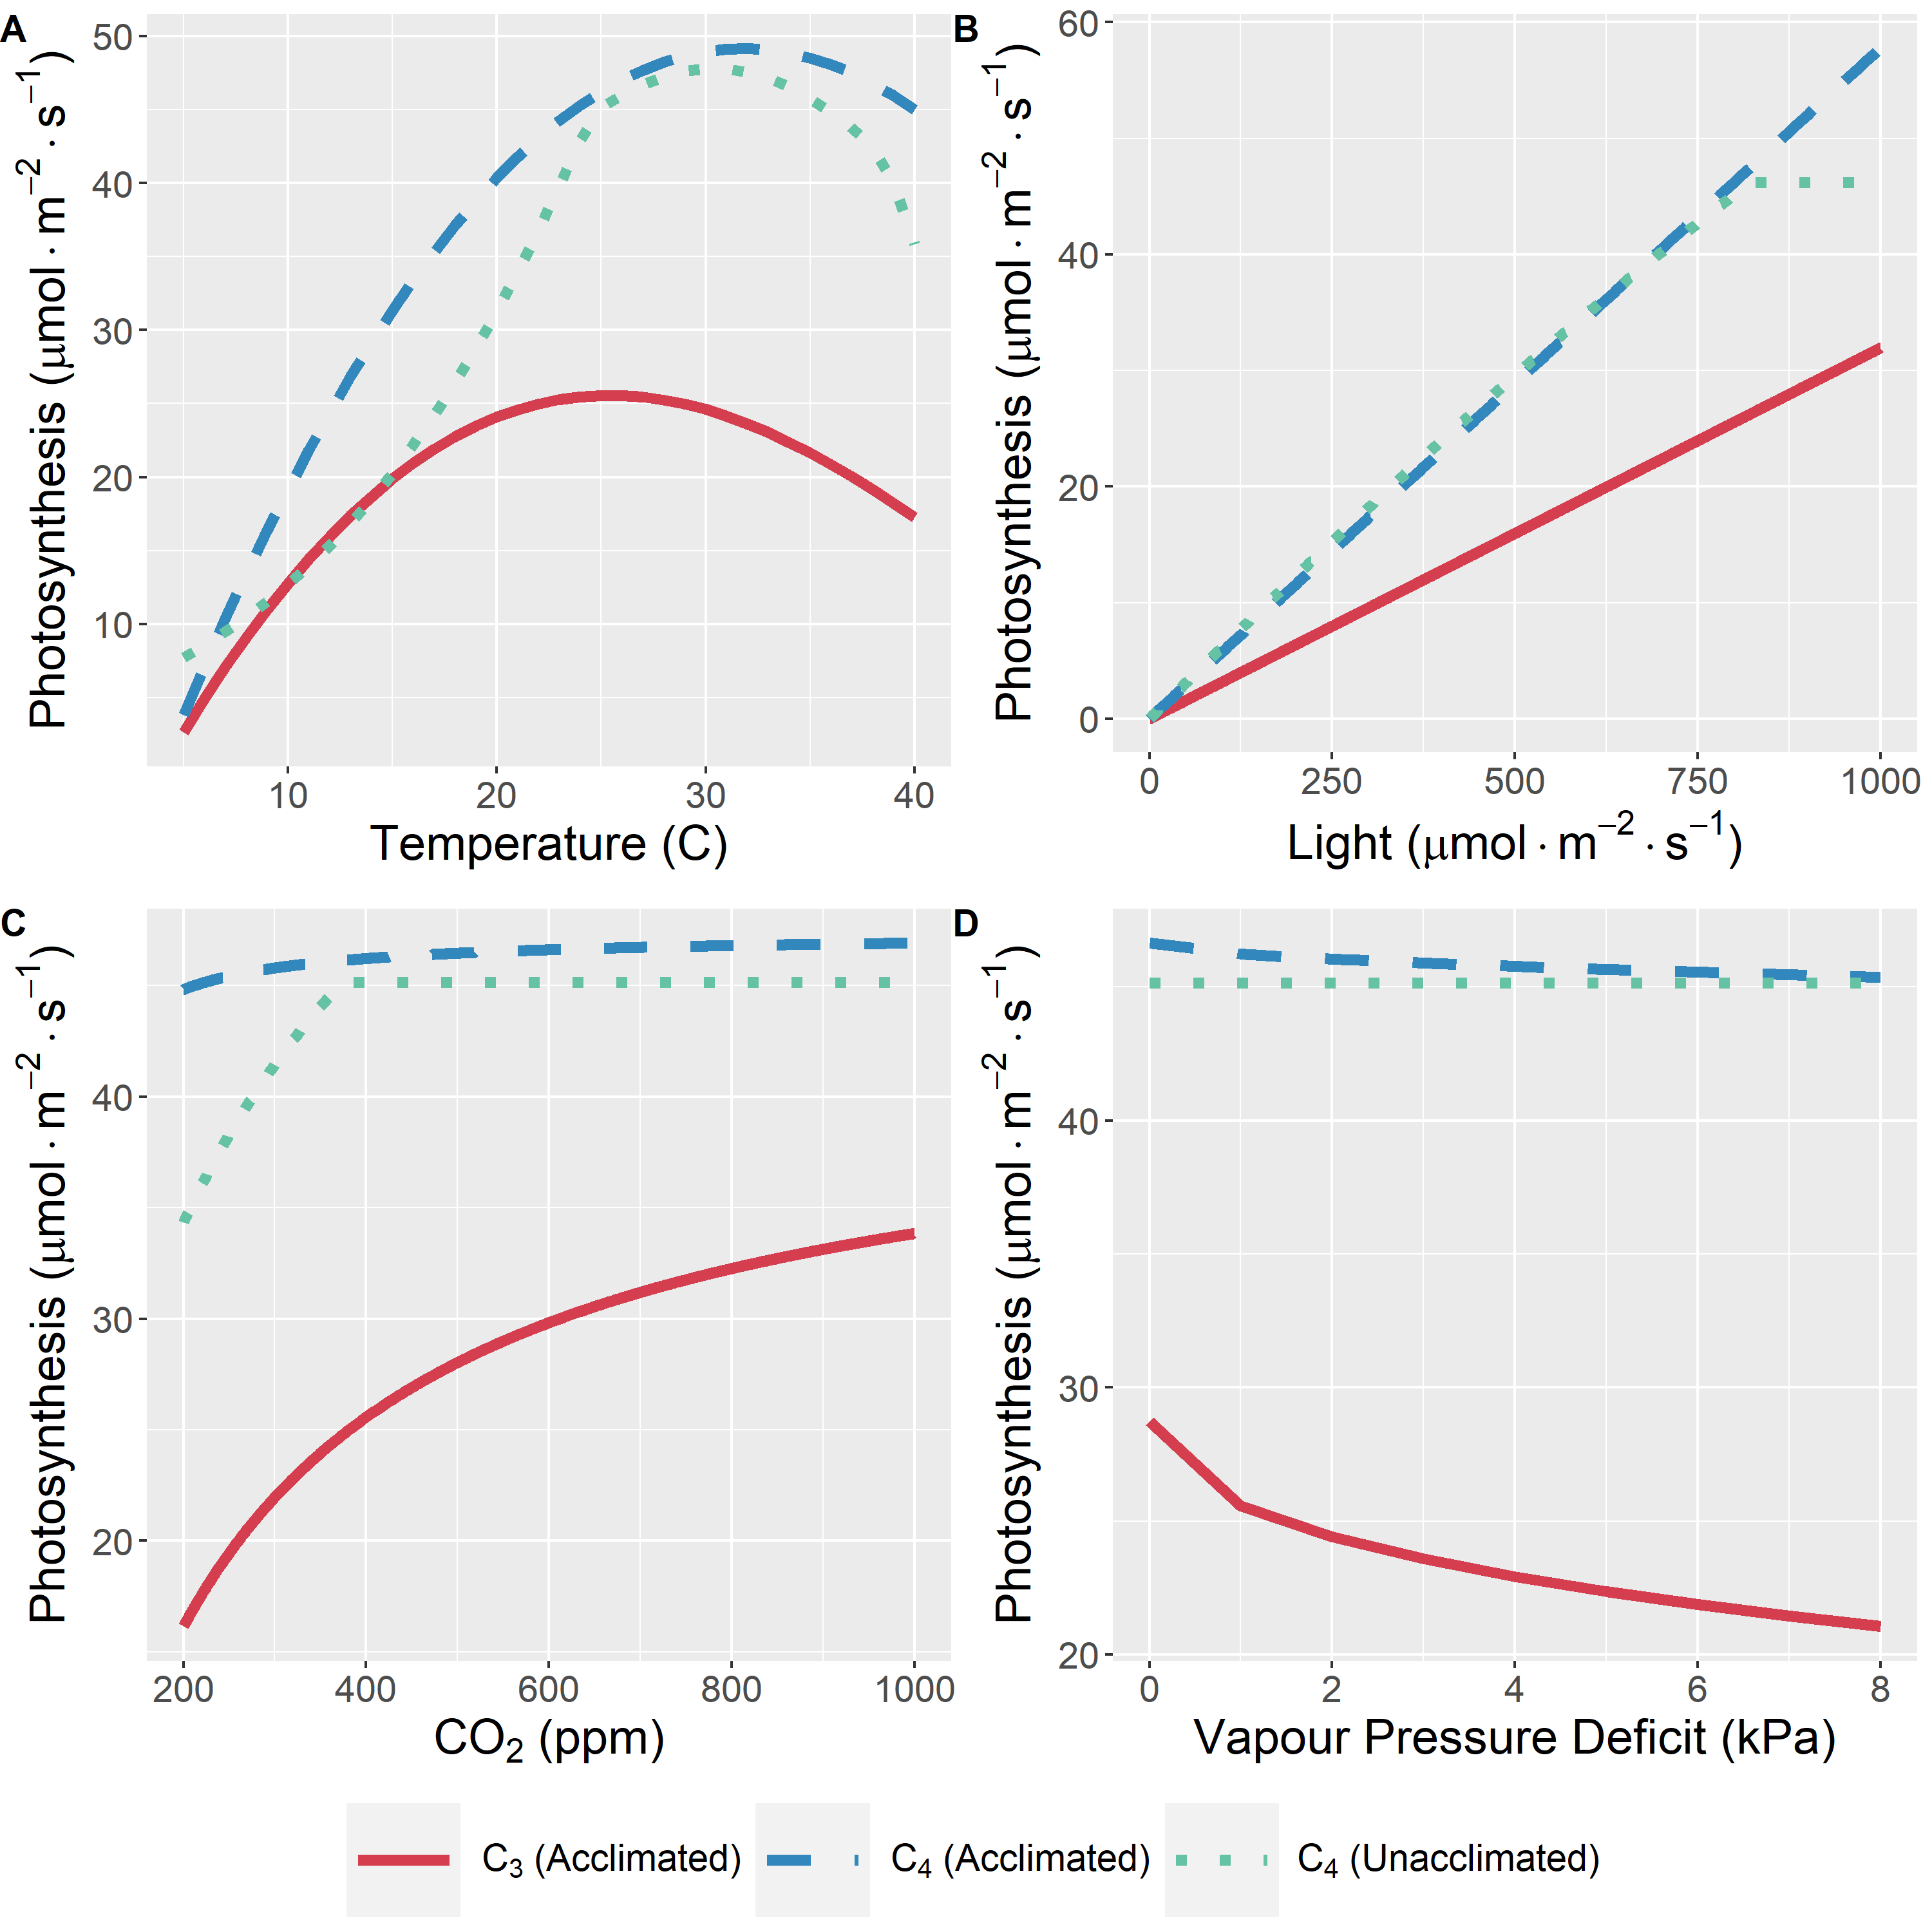 A
50
40
30
20
10
Photosynthesis (μmol · m⁻² · s⁻¹)
10 20 30 40
Temperature (C)
B
60
40
20
0
Photosynthesis (μmol · m⁻² · s⁻¹)
0 250 500 750 1000
Light (μmol · m⁻² · s⁻¹)
C
40
30
20
Photosynthesis (μmol · m⁻² · s⁻¹)
200 400 600 800 1000
CO₂ (ppm)
D
40
30
20
Photosynthesis (μmol · m⁻² · s⁻¹)
0 2 4 6 8
Vapour Pressure Deficit (kPa)
C₃ (Acclimated) C₄ (Acclimated) C₄ (Unacclimated)